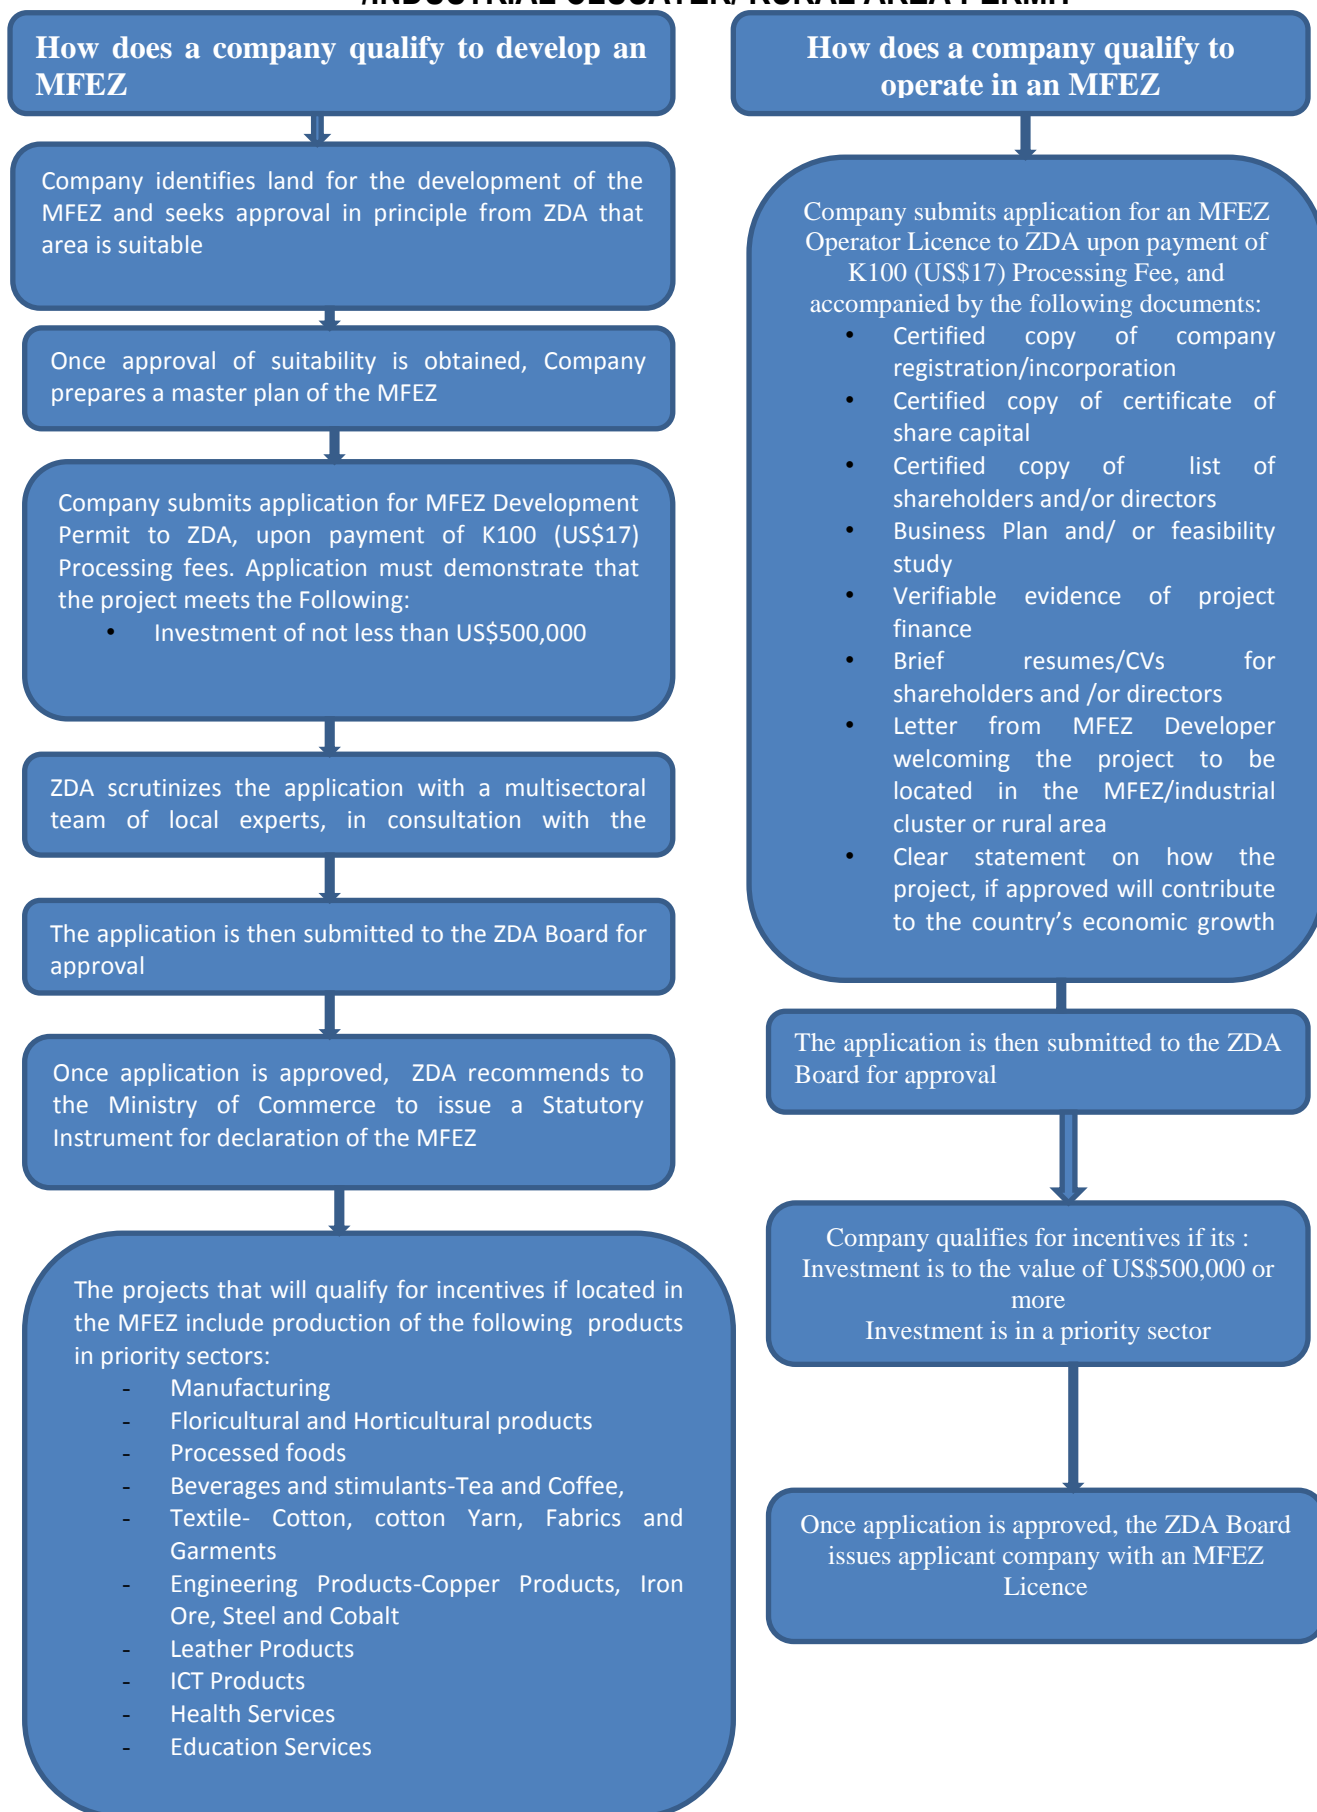 /INDUSTRIAL CLUSATER/ RURAL AREA PERMIT
How does a company qualify to develop an
MFEZ
Company identifies land for the development of the
MFEZ and seeks approval in principle from ZDA that
area is suitable
Once approval of suitability is obtained, Company
prepares a master plan of the MFEZ
Company submits application for MFEZ Development
Permit to ZDA, upon payment of K100 (US$17)
Processing fees. Application must demonstrate that
the project meets the Following:
• Investment of not less than US$500,000
ZDA scrutinizes the application with a multisectoral
team of local experts, in consultation with the
The application is then submitted to the ZDA Board for
approval
Once application is approved, ZDA recommends to
the Ministry of Commerce to issue a Statutory
Instrument for declaration of the MFEZ
The projects that will qualify for incentives if located in
the MFEZ include production of the following products
in priority sectors:
- Manufacturing
- Floricultural and Horticultural products
- Processed foods
- Beverages and stimulants-Tea and Coffee,
- Textile- Cotton, cotton Yarn, Fabrics and
Garments
- Engineering Products-Copper Products, Iron
Ore, Steel and Cobalt
- Leather Products
- ICT Products
- Health Services
- Education Services
How does a company qualify to
operate in an MFEZ
Company submits application for an MFEZ
Operator Licence to ZDA upon payment of
K100 (US$17) Processing Fee, and
accompanied by the following documents:
• Certified copy of company
registration/incorporation
• Certified copy of certificate of
share capital
• Certified copy of list of
shareholders and/or directors
• Business Plan and/ or feasibility
study
• Verifiable evidence of project
finance
• Brief resumes/CVs for
shareholders and /or directors
• Letter from MFEZ Developer
welcoming the project to be
located in the MFEZ/industrial
cluster or rural area
• Clear statement on how the
project, if approved will contribute
to the country’s economic growth
The application is then submitted to the ZDA
Board for approval
Company qualifies for incentives if its :
Investment is to the value of US$500,000 or
more
Investment is in a priority sector
Once application is approved, the ZDA Board
issues applicant company with an MFEZ
Licence